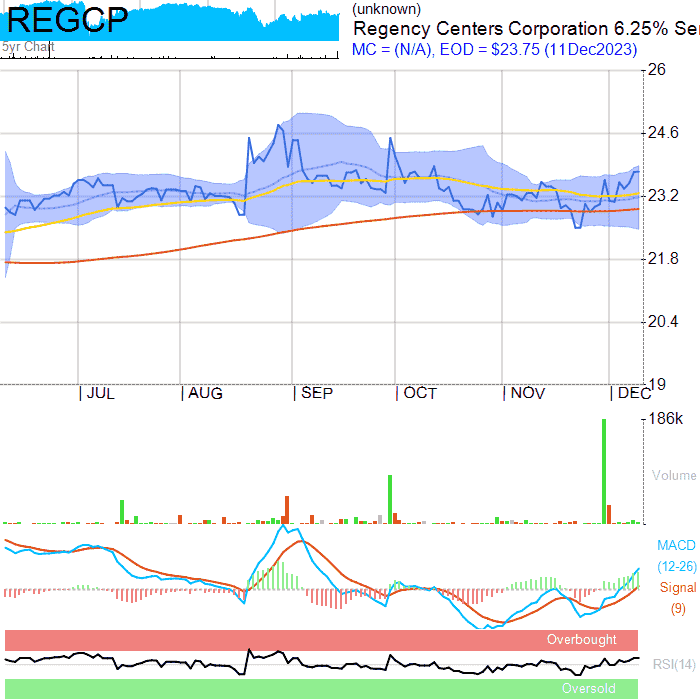 REGCP
(unknown)
Regency Centers Corporation 6.25% Ser
5yr Chart
MC = (N/A), EOD = $23.75 (11Dec2023)
26
24.6
23.2
21.8
20.4
19
JUL AUG SEP OCT NOV DEC
186k
Volume
MACD
(12-26)
Signal
(9)
Overbought
RSI(14)
Oversold